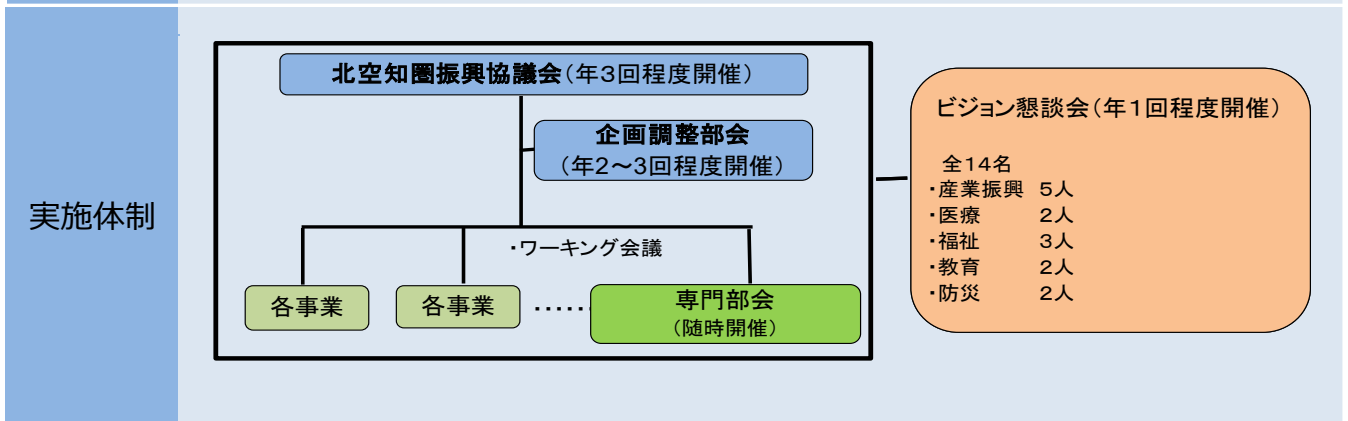 実施体制
北空知圏振興協議会(年3回程度開催)
企画調整部会
(年2~3回程度開催)
・ワーキング会議
各事業
各事業
‥‥‥
専門部会
(随時開催)
ビジョン懇談会(年1回程度開催)
全14名
・産業振興 5人
・医療 2人
・福祉 3人
・教育 2人
・防災 2人